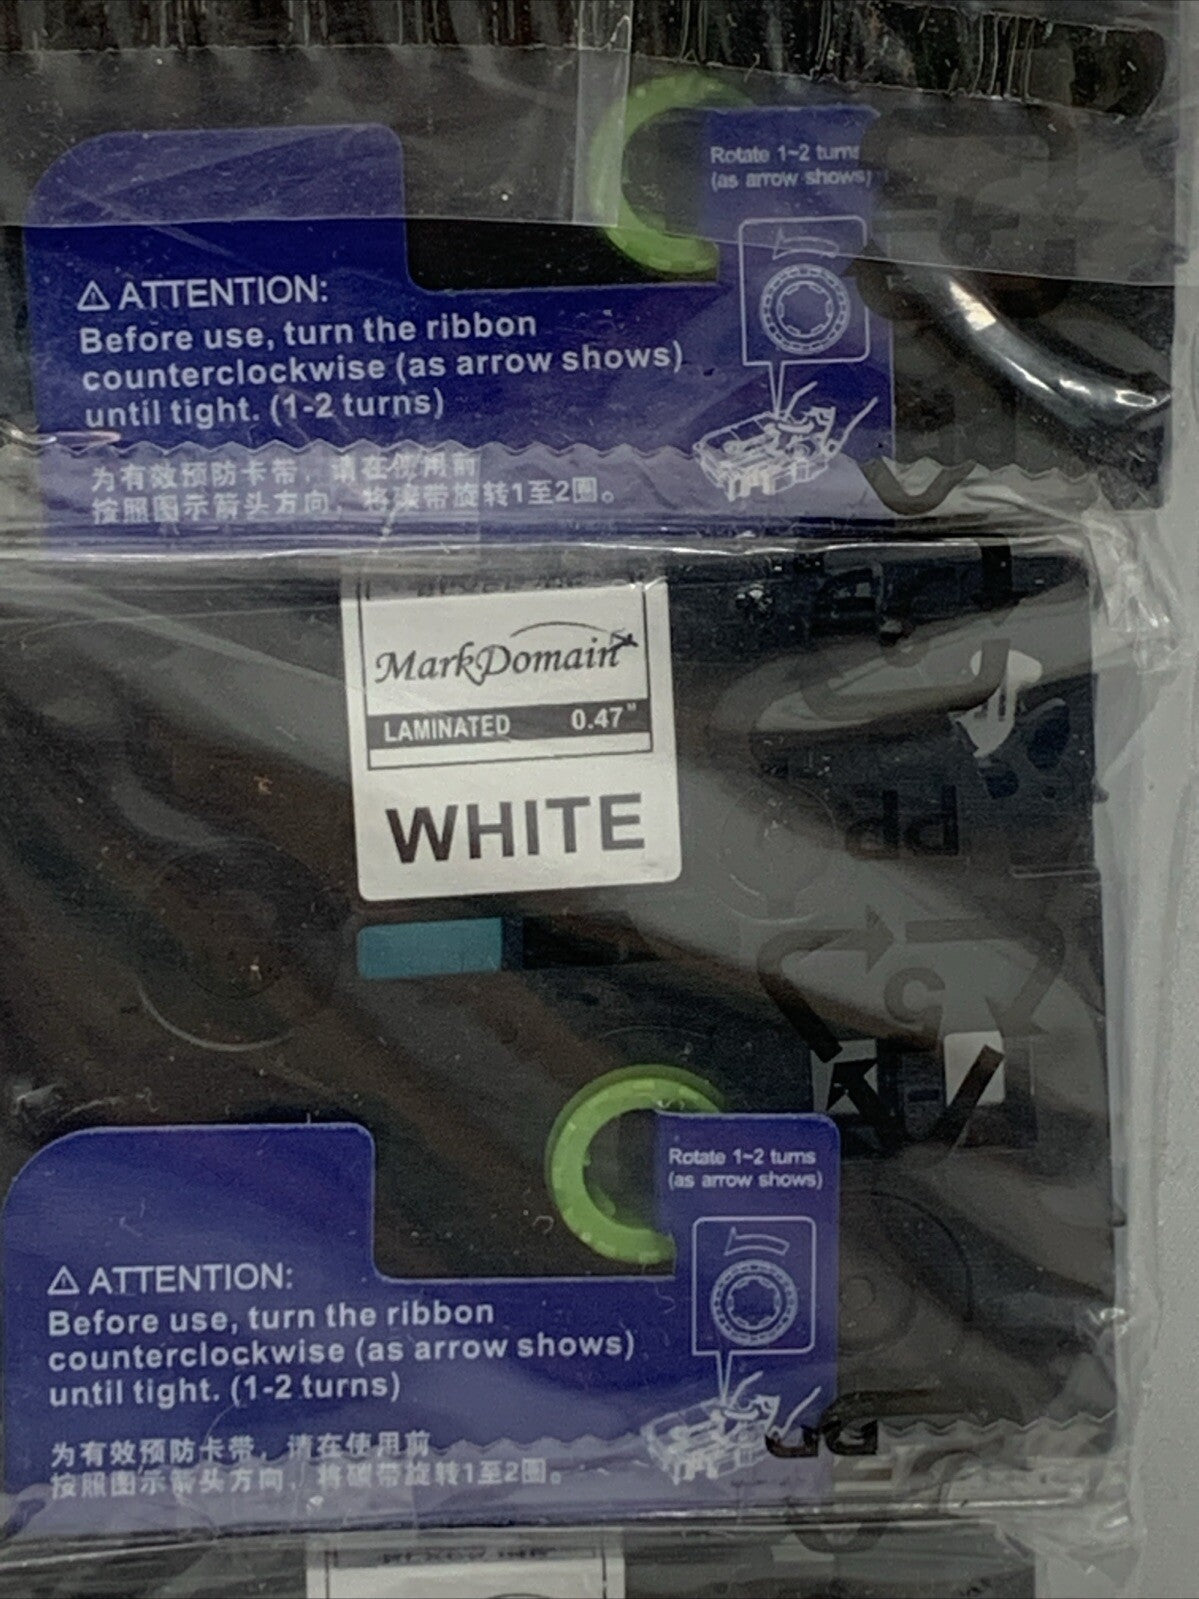 Rotate 1~2 turns
(as arrow shows)
⚠ ATTENTION:
Before use, turn the ribbon
counterclockwise (as arrow shows)
until tight. (1-2 turns)
为有效预防卡带，请在使用前
按照图示箭头方向，将碳带旋转1至2圈。
MarkDomain
LAMINATED 0.47"
WHITE
PP
5
Rotate 1~2 turns
(as arrow shows)
⚠ ATTENTION:
Before use, turn the ribbon
counterclockwise (as arrow shows)
until tight. (1-2 turns)
为有效预防卡带，请在使用前
按照图示箭头方向，将碳带旋转1至2圈。